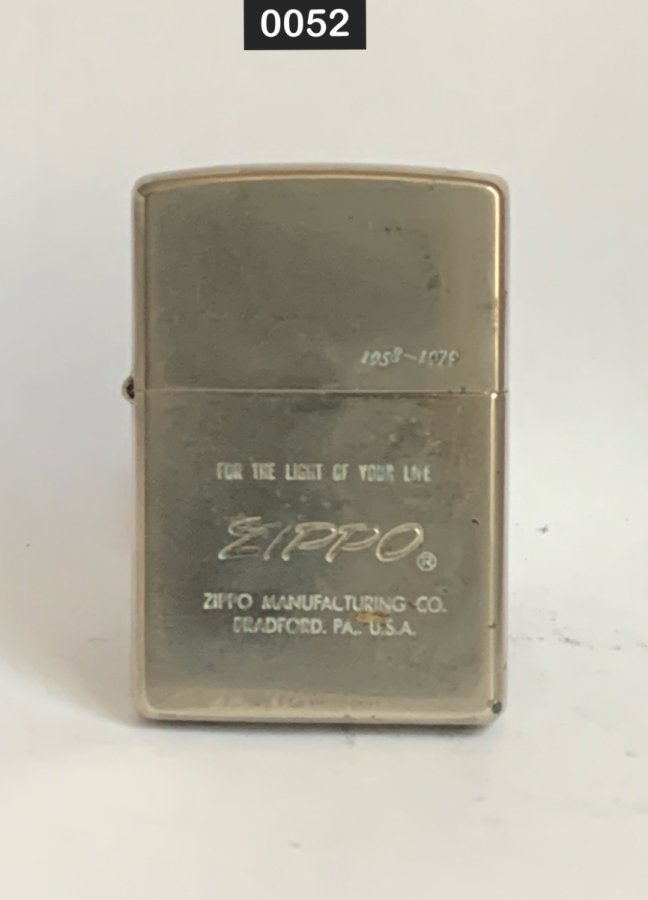 0052
1958~1979
FOR THE LIGHT OF YOUR LIFE
ZIPPO®
ZIPPO MANUFACTURING CO.
BRADFORD, PA., U.S.A.